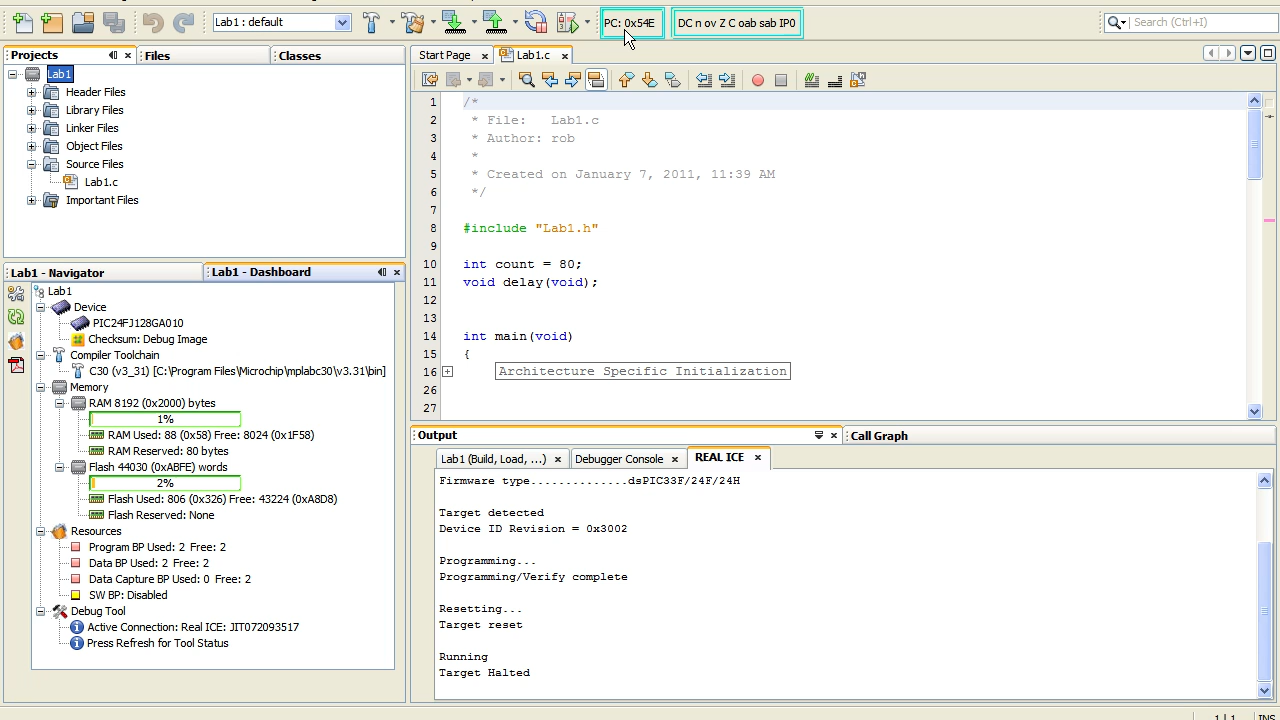 Lab1 : default
PC: 0x54E
DC n ov Z C oab sab IP0
Search (Ctrl+I)
Projects
Files
Classes
Lab1
Header Files
Library Files
Linker Files
Object Files
Source Files
Lab1.c
Important Files
Lab1 - Navigator
Lab1 - Dashboard
Lab1
Device
PIC24FJ128GA010
Checksum: Debug Image
Compiler Toolchain
C30 (v3_31) [C:\Program Files\Microchip\mplabc30\v3.31\bin]
Memory
RAM 8192 (0x2000) bytes
1%
RAM Used: 88 (0x58) Free: 8024 (0x1F58)
RAM Reserved: 80 bytes
Flash 44030 (0xABFE) words
2%
Flash Used: 806 (0x326) Free: 43224 (0xA8D8)
Flash Reserved: None
Resources
Program BP Used: 2 Free: 2
Data BP Used: 2 Free: 2
Data Capture BP Used: 0 Free: 2
SW BP: Disabled
Debug Tool
Active Connection: Real ICE: JIT072093517
Press Refresh for Tool Status
Start Page
Lab1.c
1 /*
2 * File: Lab1.c
3 * Author: rob
4 *
5 * Created on January 7, 2011, 11:39 AM
6 */
7
8 #include "Lab1.h"
9
10 int count = 80;
11 void delay(void);
12
13
14 int main(void)
15 {
16 Architecture Specific Initialization
26
27
Output
Call Graph
Lab1 (Build, Load, ...)
Debugger Console
REAL ICE
Firmware type..............dsPIC33F/24F/24H
Target detected
Device ID Revision = 0x3002
Programming...
Programming/Verify complete
Resetting...
Target reset
Running
Target Halted